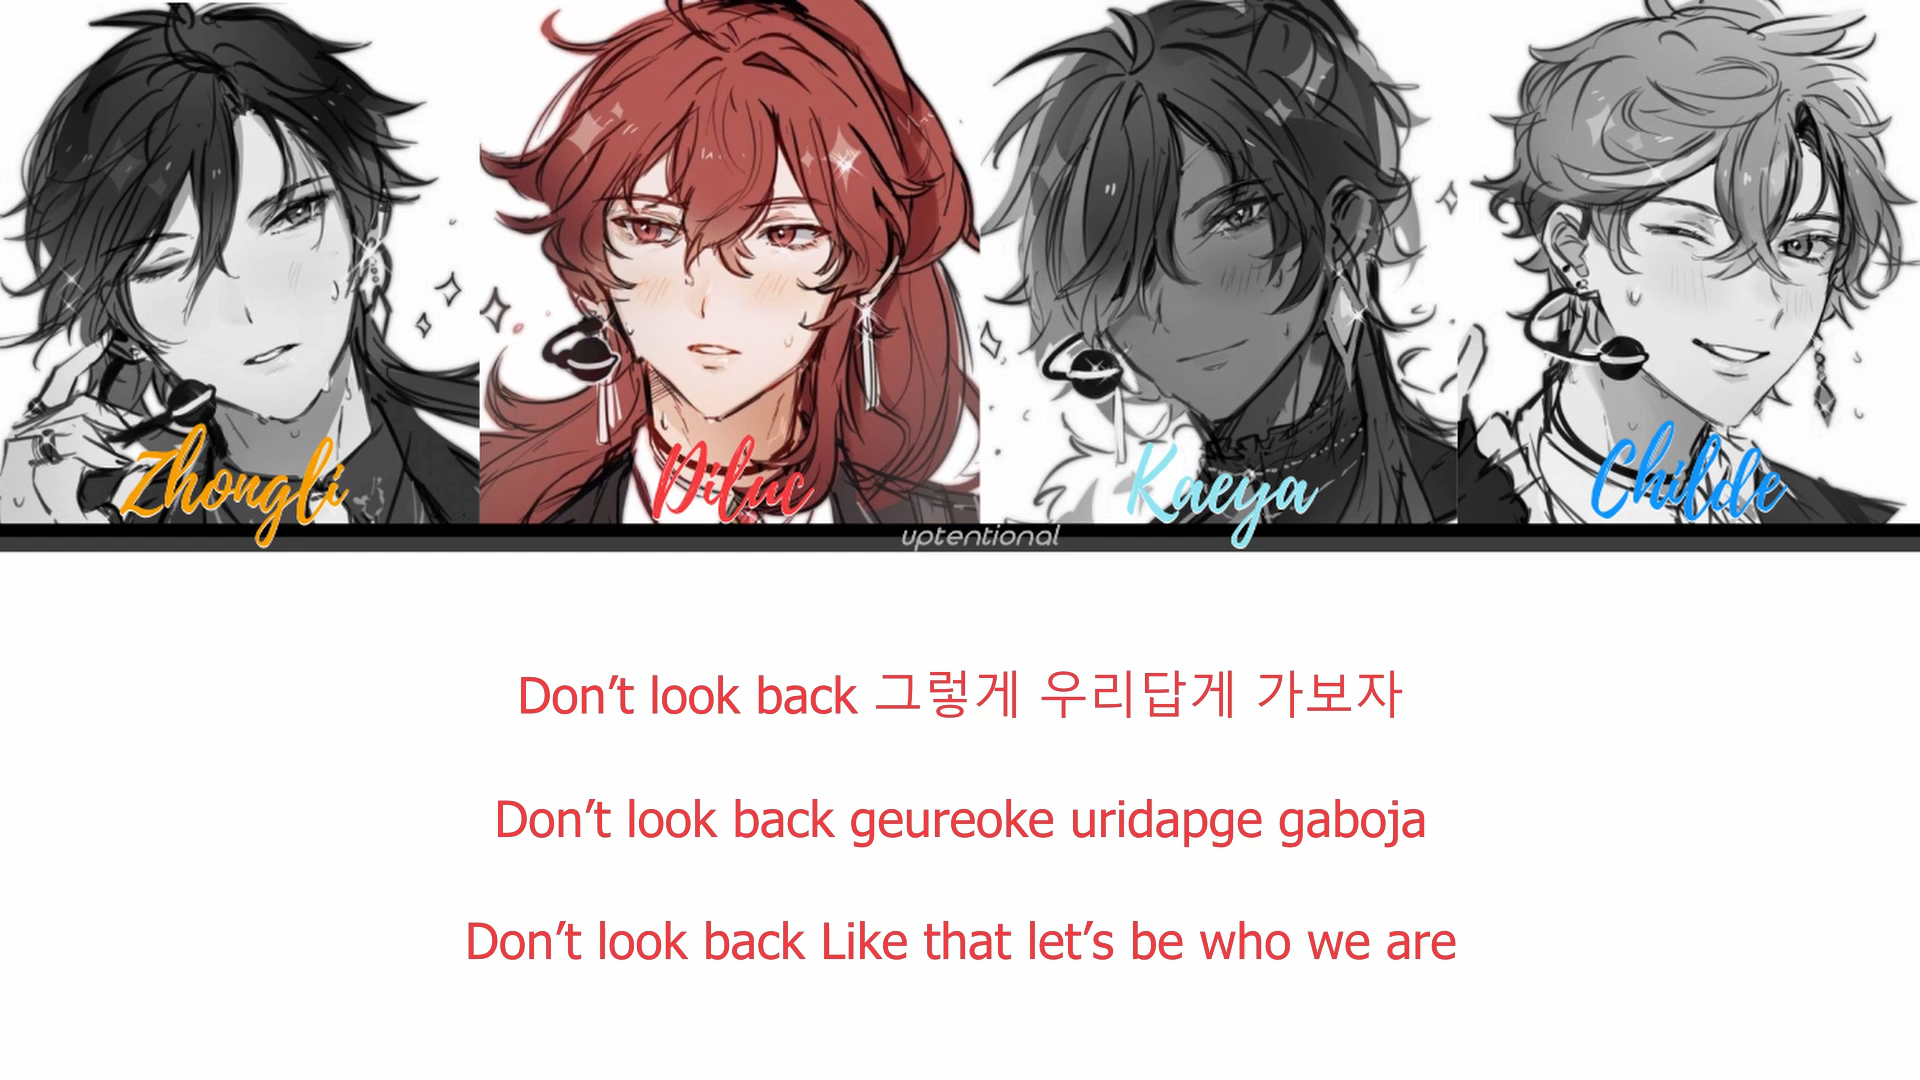 Zhongli Diluc Kaeya Childe
uptentional
Don't look back 그렇게 우리답게 가보자
Don't look back geureoke uridapge gaboja
Don't look back Like that let's be who we are